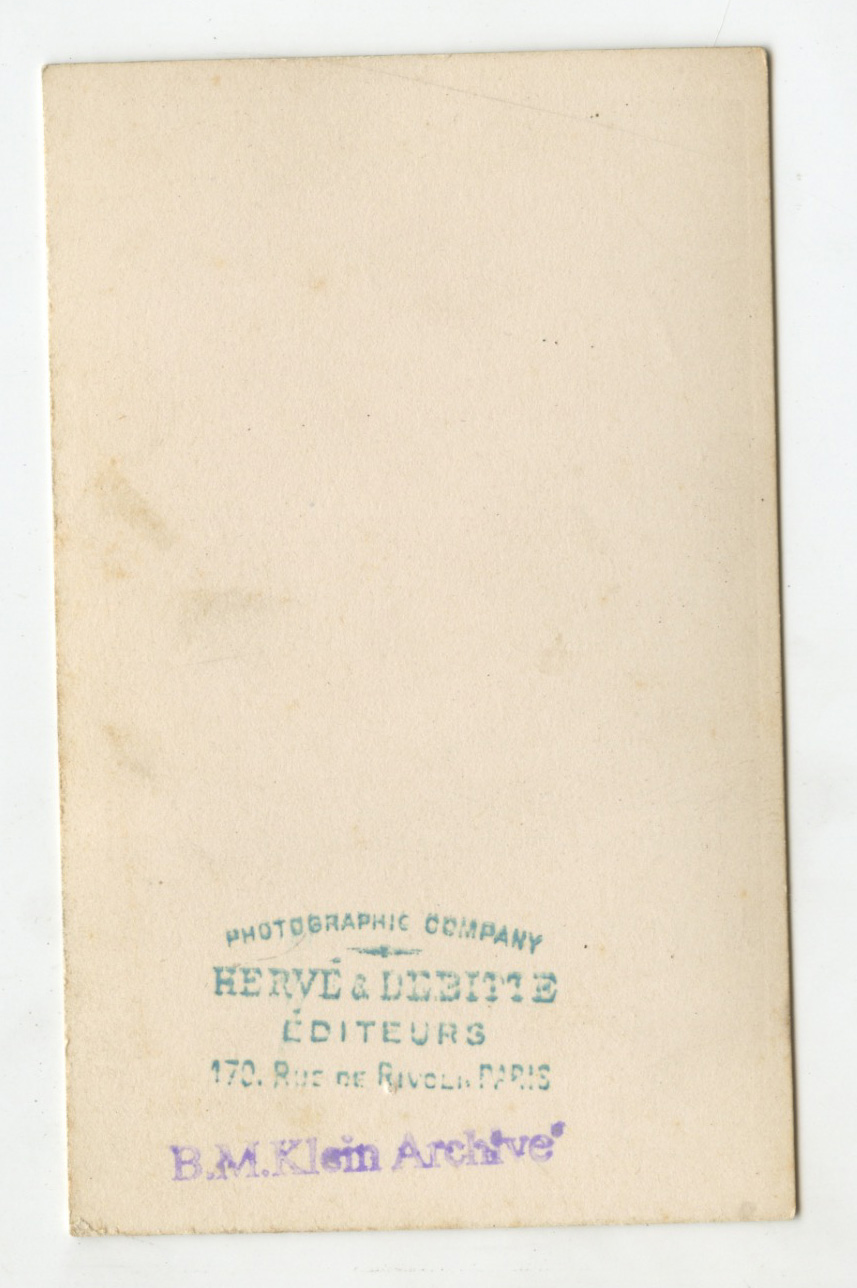 PHOTOGRAPHIC COMPANY
HERVÉ & DEBITTE
ÉDITEURS
170. RUE DE RIVOLI. PARIS
B.M.Klein Archive